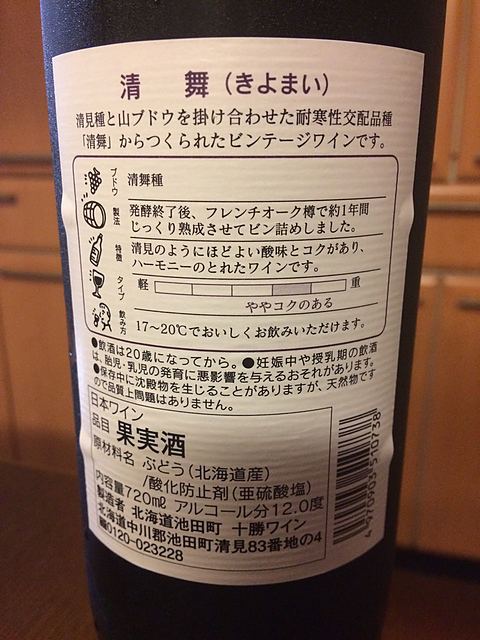 清 舞（きよまい）
清見種と山ブドウを掛け合わせた耐寒性交配品種
「清舞」からつくられたビンテージワインです。
ブドウ 清舞種
製法 発酵終了後、フレンチオーク樽で約1年間
じっくり熟成させてビン詰めしました。
特徴 清見のようにほどよい酸味とコクがあり、
ハーモニーのとれたワインです。
タイプ 軽 重
ややコクのある
飲み方 17〜20℃でおいしくお飲みいただけます。
●飲酒は20歳になってから。●妊娠中や授乳期の飲酒
は、胎児・乳児の発育に悪影響を与えるおそれがあります。
●保存中に沈殿物を生じることがありますが、天然物です
ので品質上問題はありません。
日本ワイン
品目 果実酒
原材料名 ぶどう（北海道産）
/酸化防止剤（亜硫酸塩）
内容量720㎖ アルコール分12.0度
製造者 北海道池田町 十勝ワイン
北海道中川郡池田町清見83番地の4
☎0120-023228
4 970903 510738